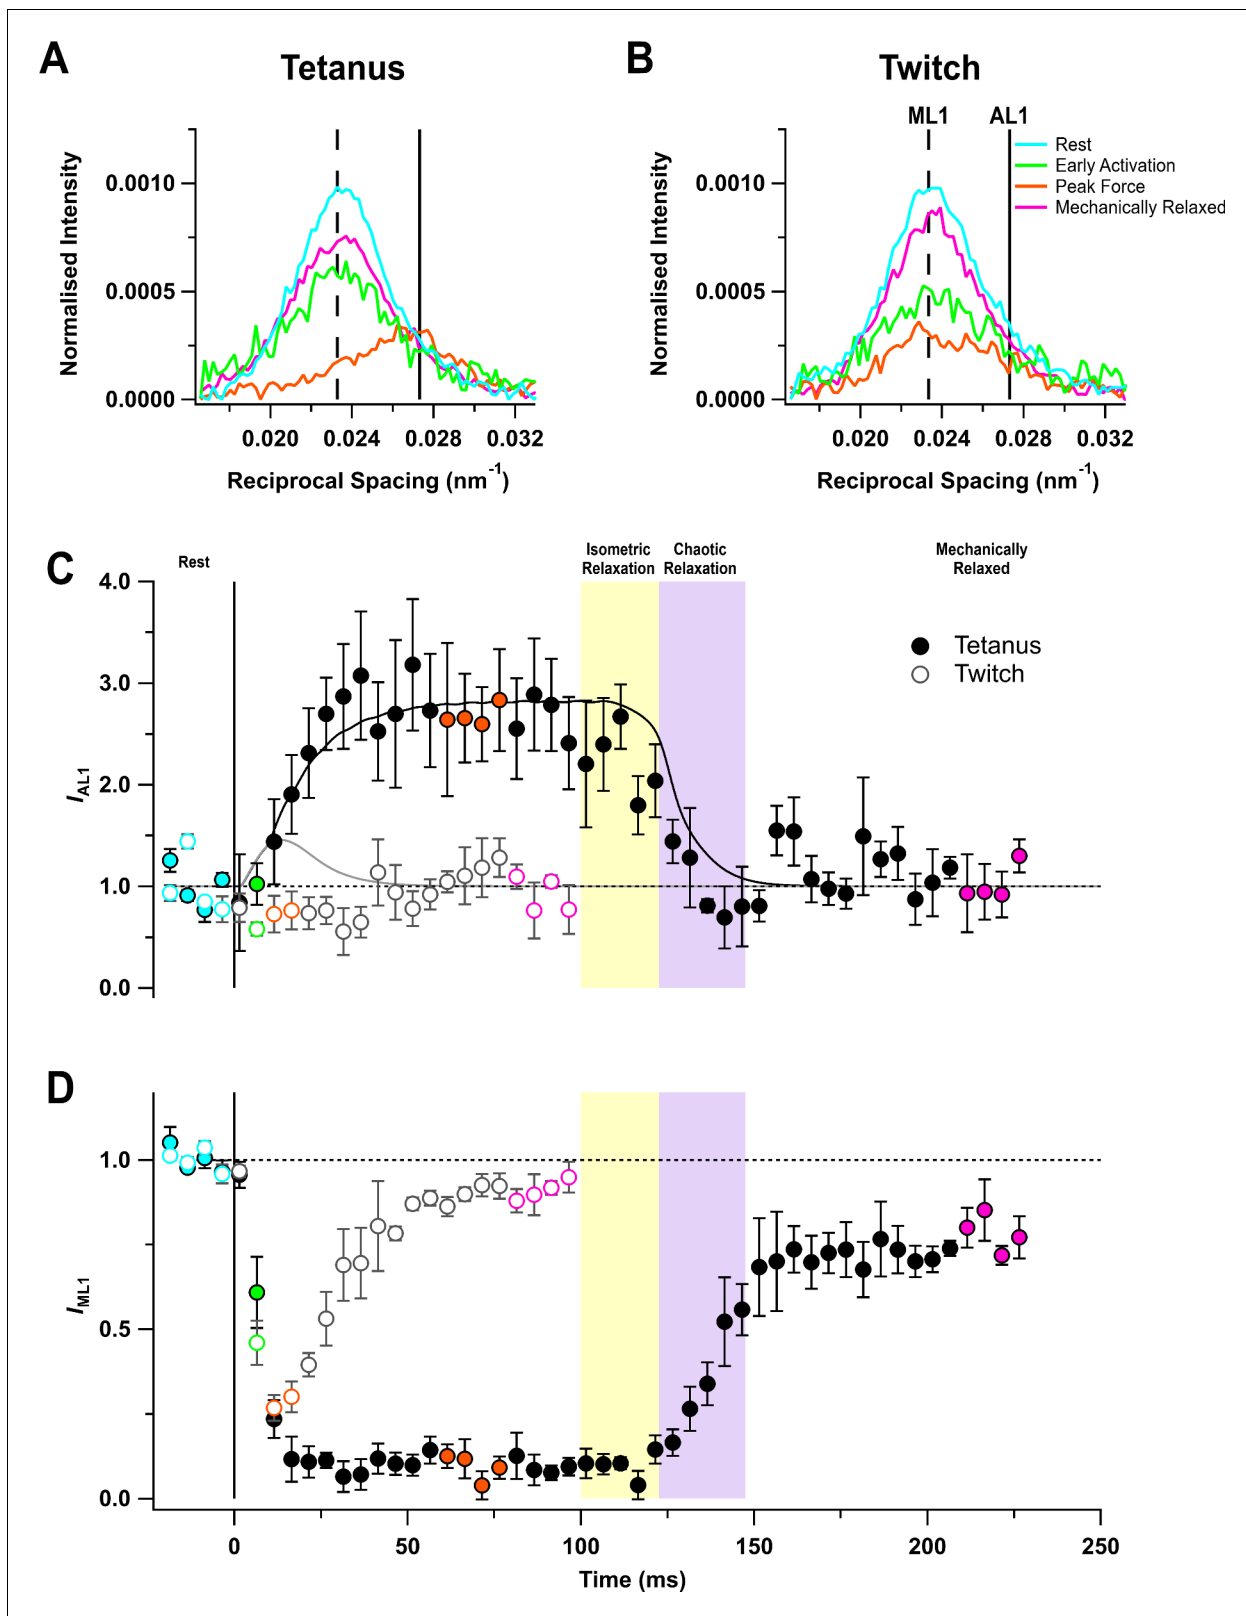 A
Tetanus
Normalised Intensity
0.0010
0.0005
0.0000
0.020 0.024 0.028 0.032
Reciprocal Spacing (nm⁻¹)
B
Twitch
ML1 AL1
Rest
Early Activation
Peak Force
Mechanically Relaxed
Normalised Intensity
0.0010
0.0005
0.0000
0.020 0.024 0.028 0.032
Reciprocal Spacing (nm⁻¹)
C
Rest
Isometric
Relaxation
Chaotic
Relaxation
Mechanically
Relaxed
Tetanus
Twitch
I_AL1
4.0
3.0
2.0
1.0
0.0
D
I_ML1
1.0
0.5
0.0
0 50 100 150 200 250
Time (ms)